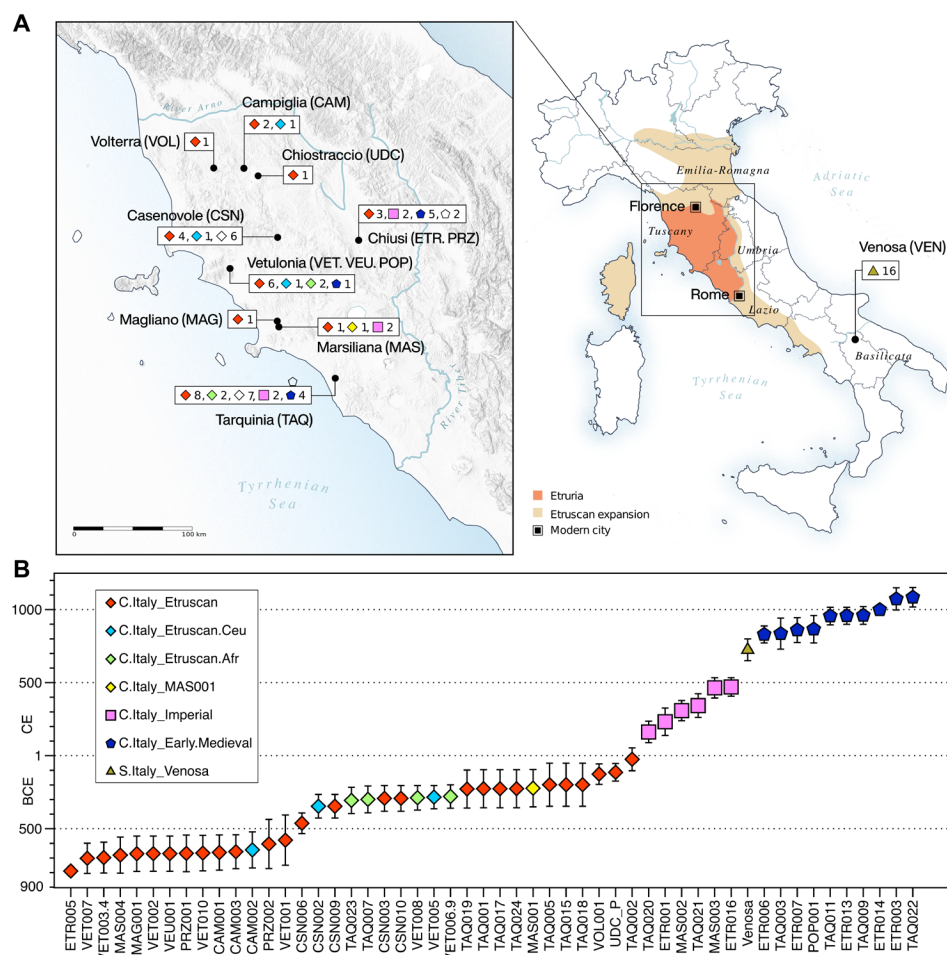 A
River Arno
Campiglia (CAM)
2, 1
Volterra (VOL)
1
Chiostraccio (UDC)
1
Casenovole (CSN)
4, 1, 6
3, 2, 5, 2
Chiusi (ETR. PRZ)
Vetulonia (VET. VEU. POP)
6, 1, 2, 1
Magliano (MAG)
1
1, 1, 2
Marsiliana (MAS)
8, 2, 7, 2, 4
Tarquinia (TAQ)
River Tiber
Tyrrhenian
Sea
100 km
Emilia-Romagna
Adriatic
Sea
Florence
Tuscany
Umbria
Venosa (VEN)
16
Rome
Lazio
Basilicata
Tyrrhenian
Sea
Etruria
Etruscan expansion
Modern city
B
C.Italy_Etruscan
C.Italy_Etruscan.Ceu
C.Italy_Etruscan.Afr
C.Italy_MAS001
C.Italy_Imperial
C.Italy_Early.Medieval
S.Italy_Venosa
1000
500
CE
1
BCE
500
900
ETR005
VET007
VET003.4
MAS004
MAG001
VET002
VEU001
PRZ001
VET010
CAM001
CAM003
CAM002
PRZ002
VET001
CSN006
CSN002
CSN009
TAQ023
TAQ007
CSN003
CSN010
VET008
VET005
VET006.9
TAQ019
TAQ001
TAQ017
TAQ024
MAS001
TAQ005
TAQ015
TAQ018
VOL001
UDC_P
TAQ002
TAQ020
ETR001
MAS002
TAQ021
MAS003
ETR016
Venosa
ETR006
TAQ003
ETR007
POP001
TAQ011
ETR013
TAQ009
ETR014
ETR003
TAQ022